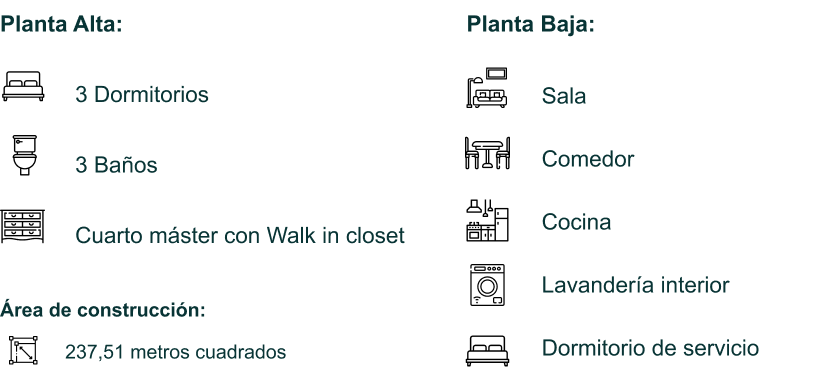 Planta Alta:
3 Dormitorios
3 Baños
Cuarto máster con Walk in closet
Área de construcción:
237,51 metros cuadrados
Planta Baja:
Sala
Comedor
Cocina
Lavandería interior
Dormitorio de servicio